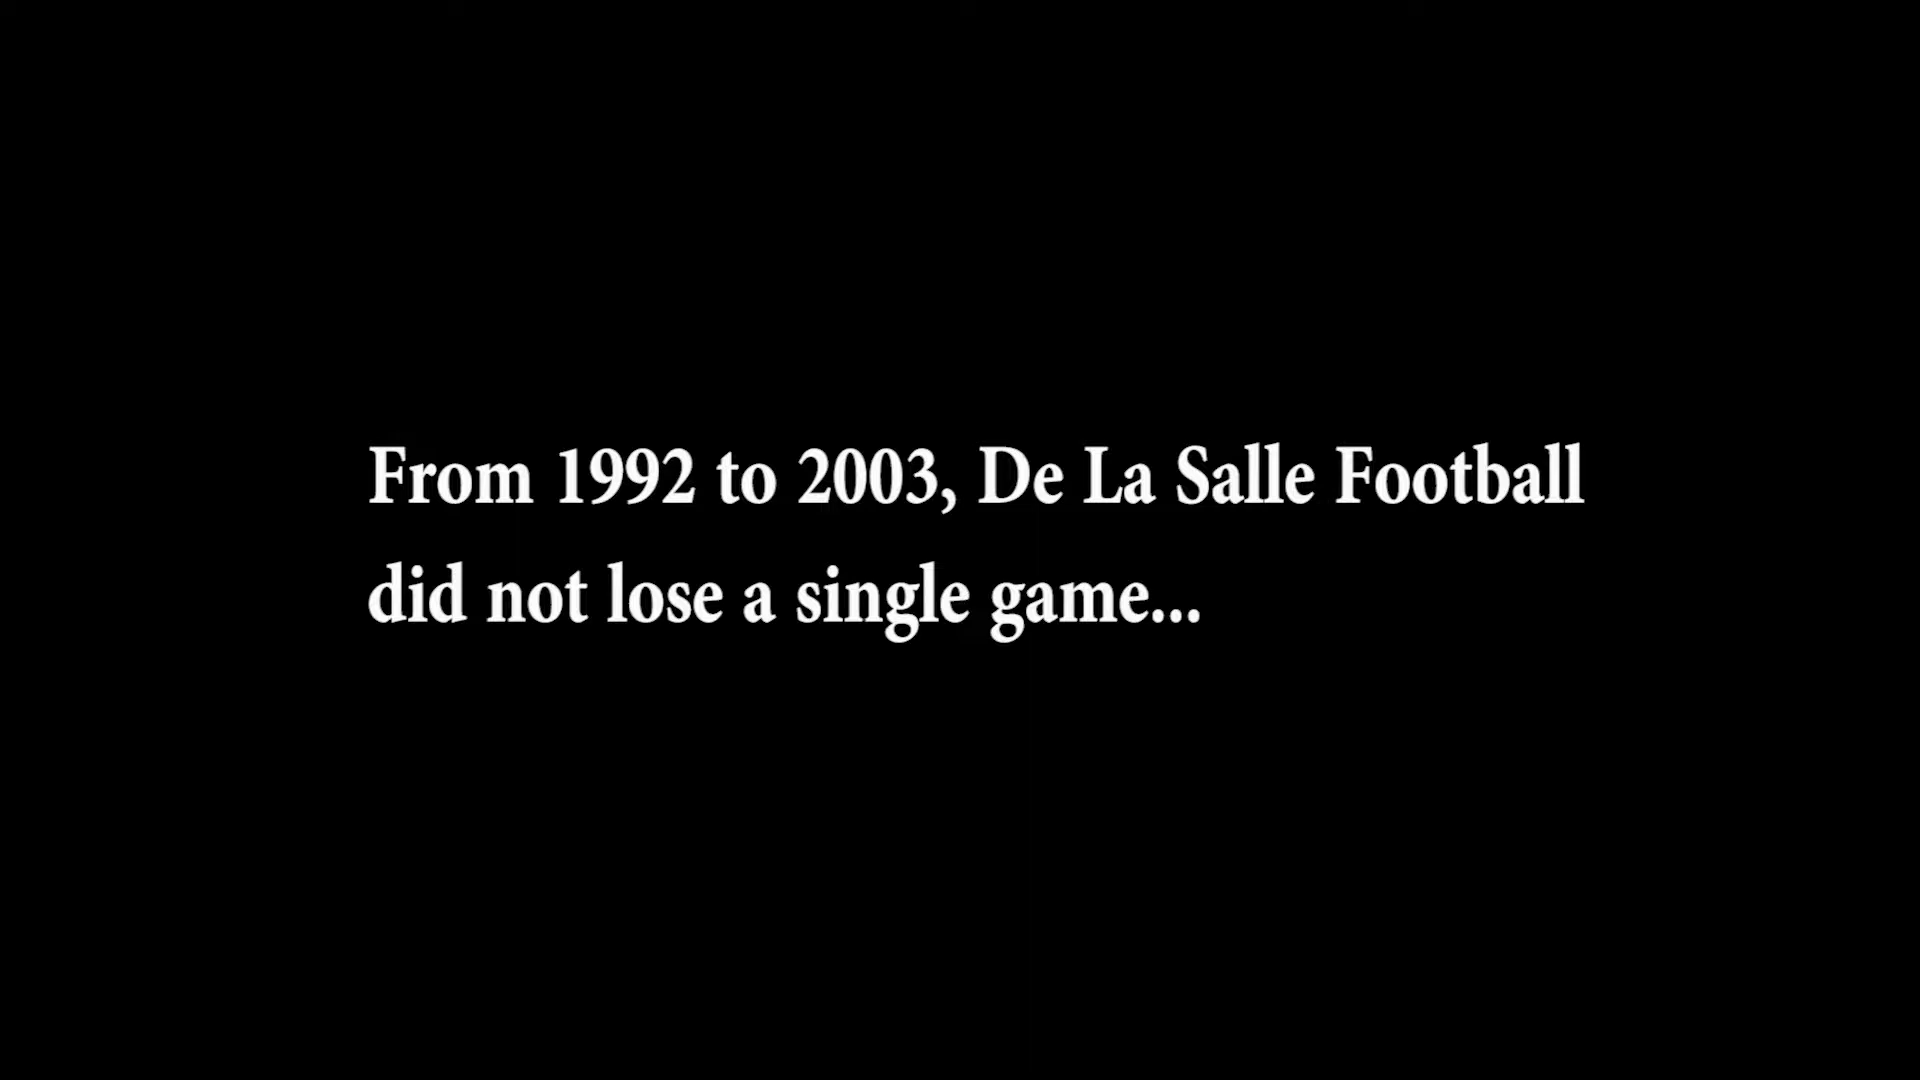 From 1992 to 2003, De La Salle Football
did not lose a single game...